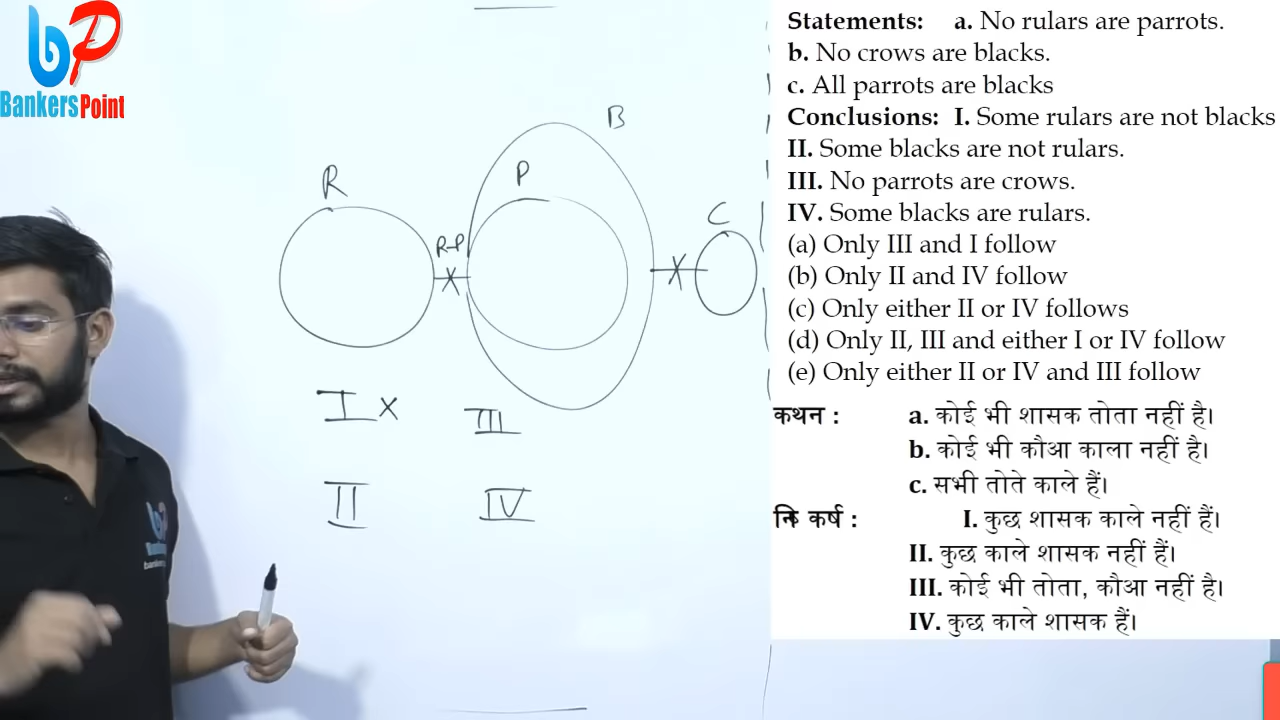 bp
BankersPoint
Statements: a. No rulars are parrots.
b. No crows are blacks.
c. All parrots are blacks
Conclusions: I. Some rulars are not blacks
II. Some blacks are not rulars.
III. No parrots are crows.
IV. Some blacks are rulars.
(a) Only III and I follow
(b) Only II and IV follow
(c) Only either II or IV follows
(d) Only II, III and either I or IV follow
(e) Only either II or IV and III follow
कथन : a. कोई भी शासक तोता नहीं है।
b. कोई भी कौआ काला नहीं है।
c. सभी तोते काले हैं।
निष्कर्ष : I. कुछ शासक काले नहीं हैं।
II. कुछ काले शासक नहीं हैं।
III. कोई भी तोता, कौआ नहीं है।
IV. कुछ काले शासक हैं।
B
R
P
C
R-P
I x
III
II
IV
bp